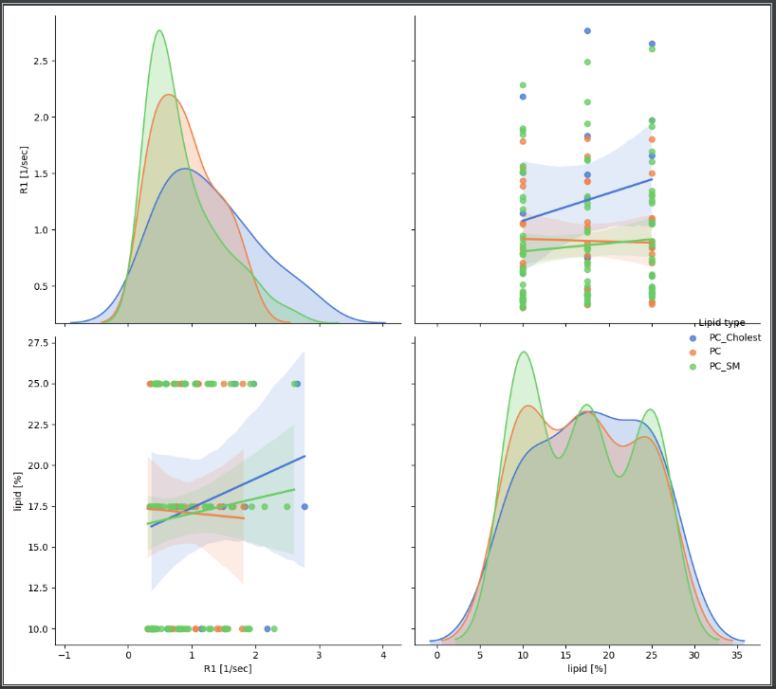 2.5
2.0
1.5
1.0
0.5
R1 [1/sec]
Lipid type
PC_Cholest
PC
PC_SM
27.5
25.0
22.5
20.0
17.5
15.0
12.5
10.0
lipid [%]
−1 0 1 2 3 4
R1 [1/sec]
0 5 10 15 20 25 30 35
lipid [%]